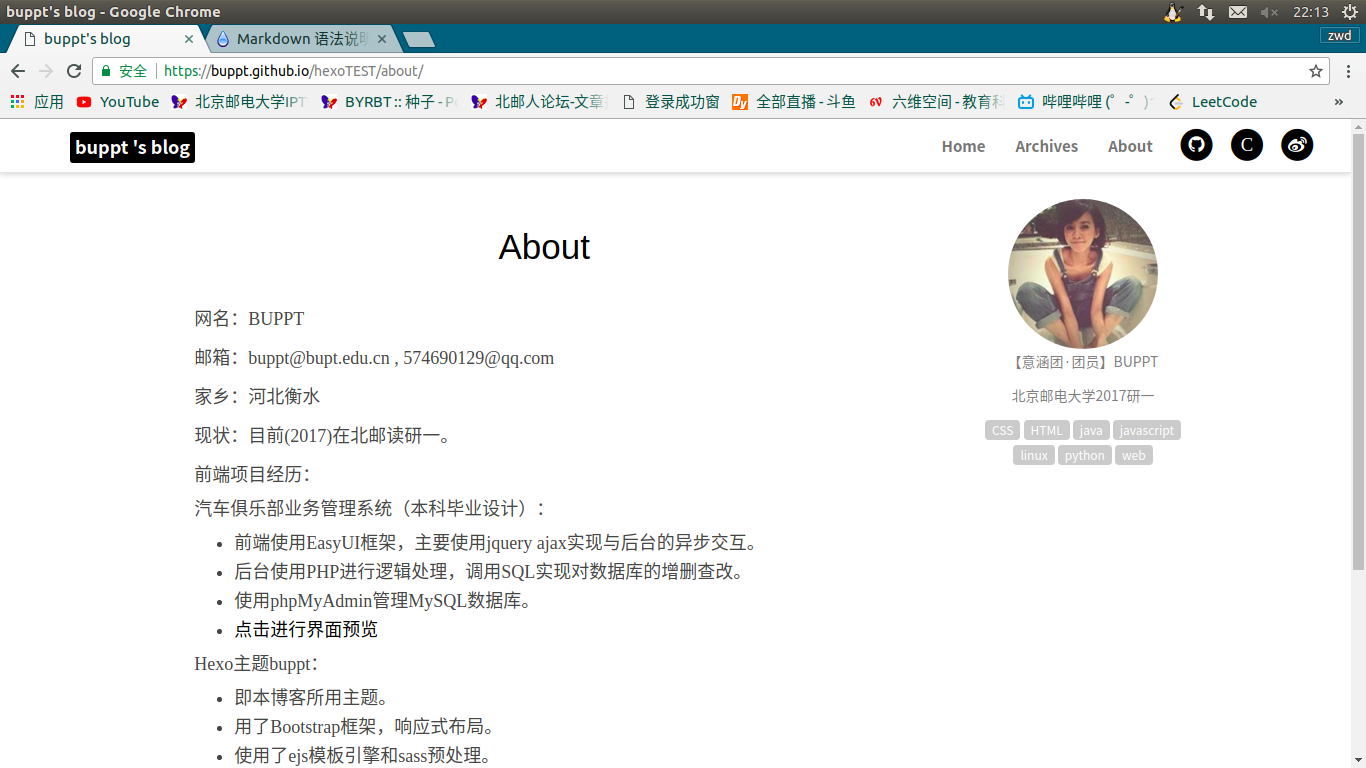 buppt's blog - Google Chrome
22:13
buppt's blog
Markdown 语法说明
zwd
安全
https://buppt.github.io/hexoTEST/about/
应用
YouTube
北京邮电大学IPT
BYRBT :: 种子 - P
北邮人论坛-文章
登录成功窗
全部直播 - 斗鱼
六维空间 - 教育科
哔哩哔哩 (゜-゜)
LeetCode
»
buppt 's blog
Home
Archives
About
C
About
网名：BUPPT
邮箱：buppt@bupt.edu.cn , 574690129@qq.com
家乡：河北衡水
现状：目前(2017)在北邮读研一。
前端项目经历：
汽车俱乐部业务管理系统（本科毕业设计）：
前端使用EasyUI框架，主要使用jquery ajax实现与后台的异步交互。
后台使用PHP进行逻辑处理，调用SQL实现对数据库的增删查改。
使用phpMyAdmin管理MySQL数据库。
点击进行界面预览
Hexo主题buppt：
即本博客所用主题。
用了Bootstrap框架，响应式布局。
使用了ejs模板引擎和sass预处理。
【意涵团·团员】BUPPT
北京邮电大学2017研一
CSS HTML java javascript
linux python web